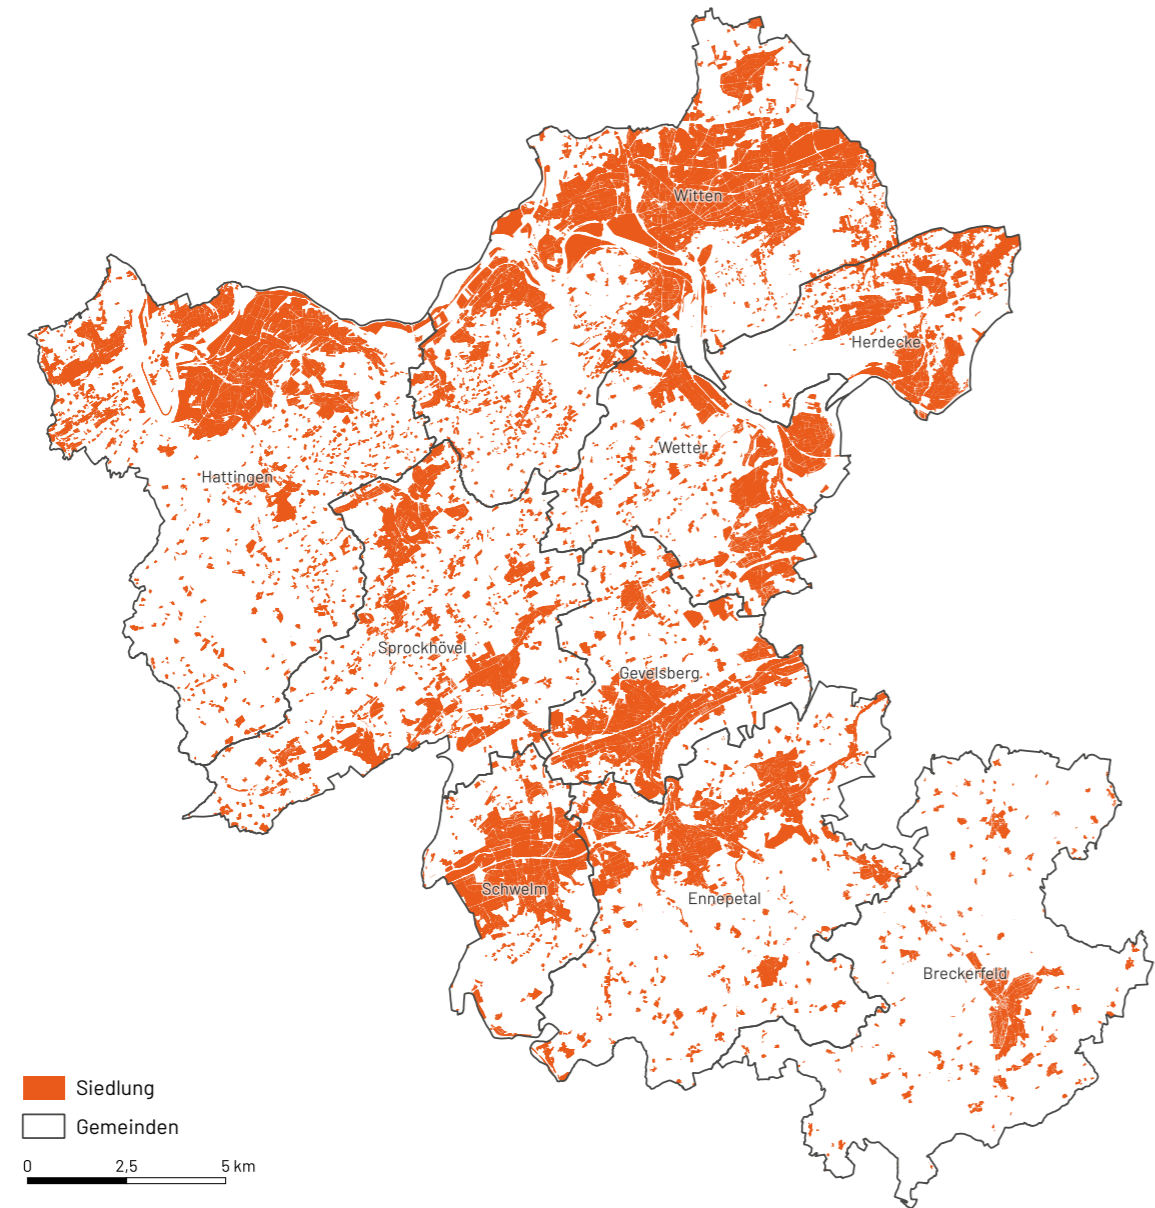 Witten
Herdecke
Wetter
Hattingen
Sprockhövel
Gevelsberg
Schwelm
Ennepetal
Breckerfeld
Siedlung
Gemeinden
0 2,5 5 km